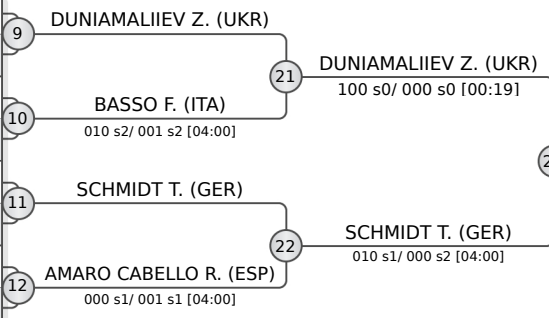 DUNIAMALIIEV Z. (UKR)
9
DUNIAMALIIEV Z. (UKR)
21
100 s0/ 000 s0 [00:19]
BASSO F. (ITA)
10
010 s2/ 001 s2 [04:00]
SCHMIDT T. (GER)
11
SCHMIDT T. (GER)
22
010 s1/ 000 s2 [04:00]
AMARO CABELLO R. (ESP)
12
000 s1/ 001 s1 [04:00]